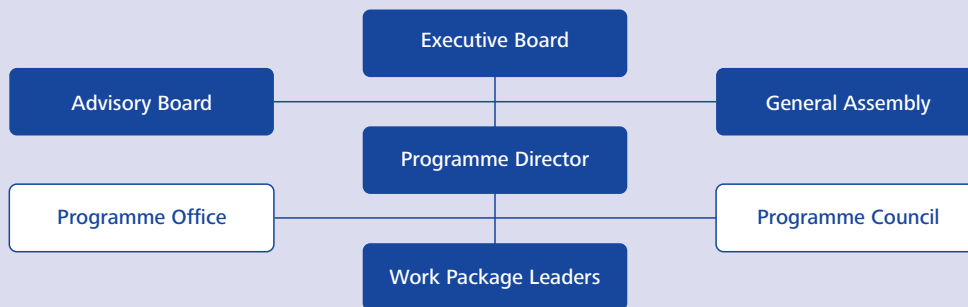 Executive Board
Advisory Board
General Assembly
Programme Director
Programme Office
Programme Council
Work Package Leaders